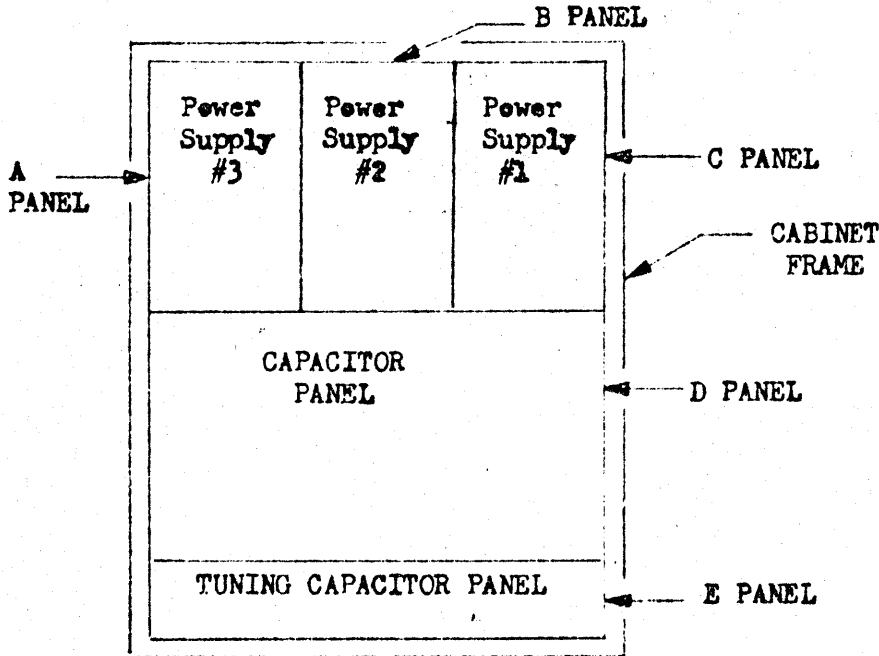 B PANEL
Power
Supply
#3
Power
Supply
#2
Power
Supply
#1
A
PANEL
C PANEL
CABINET
FRAME
CAPACITOR
PANEL
D PANEL
TUNING CAPACITOR PANEL
E PANEL